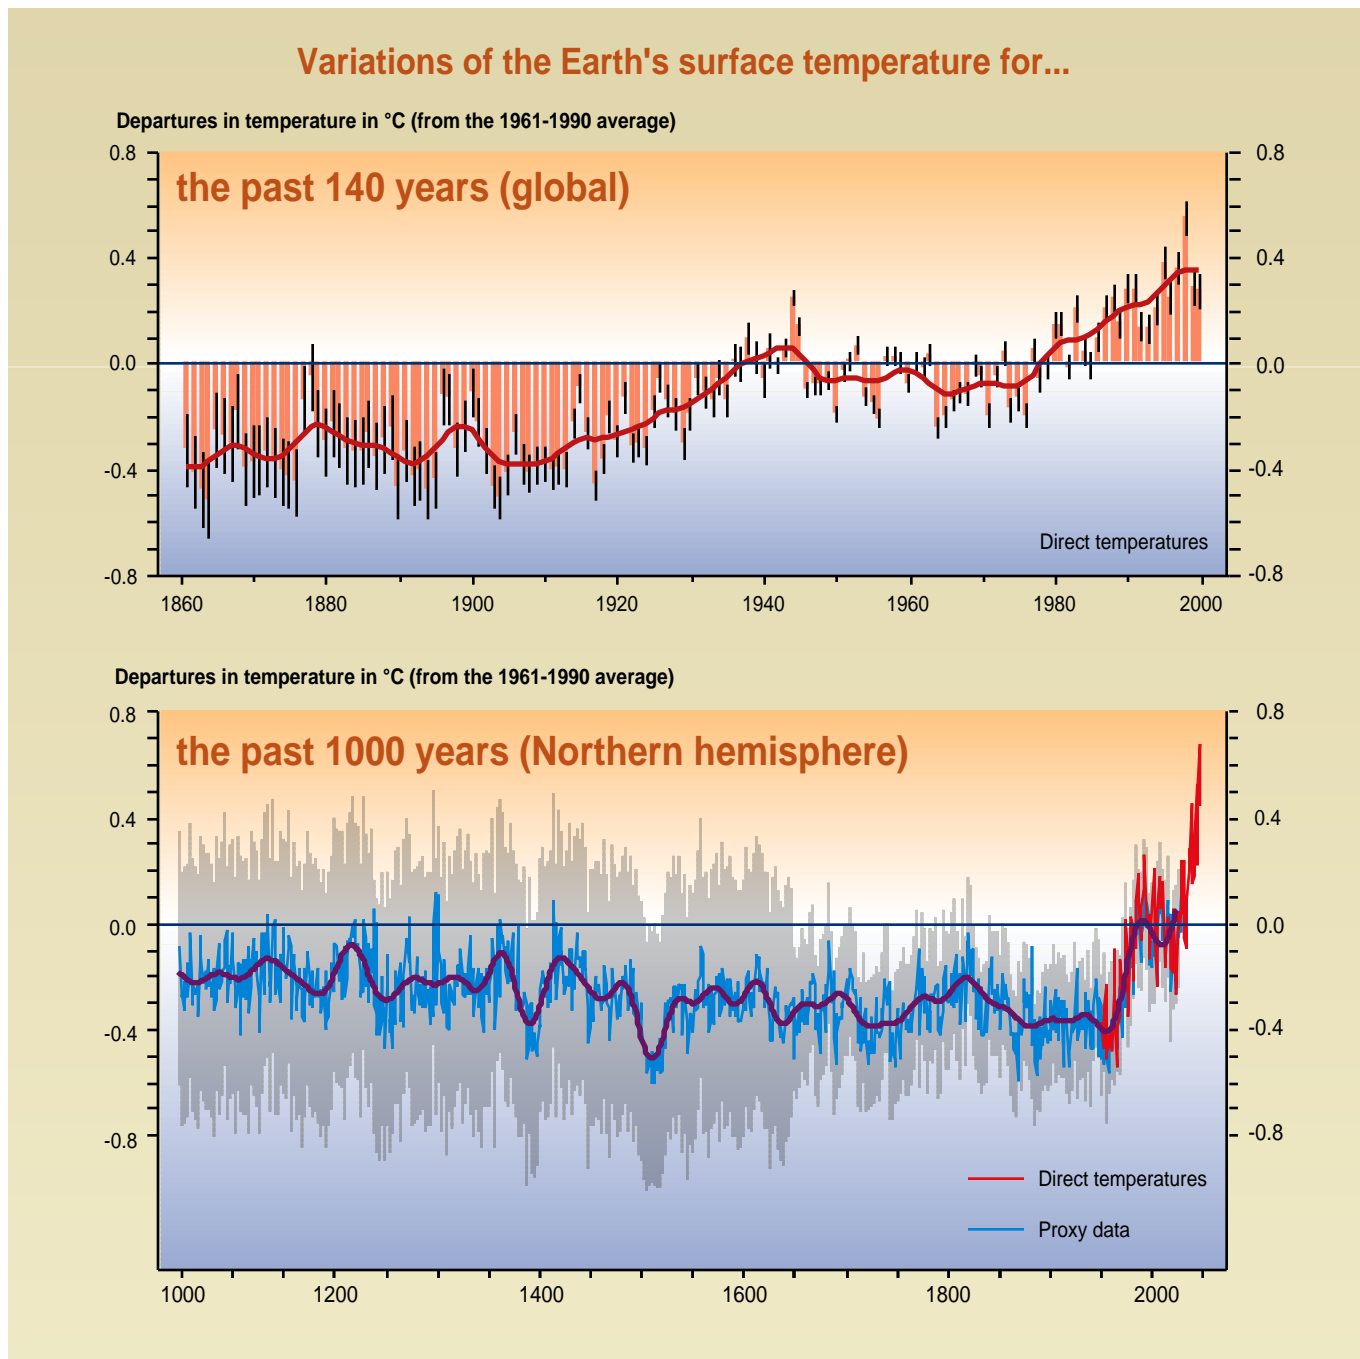 Variations of the Earth's surface temperature for...
Departures in temperature in °C (from the 1961-1990 average)
the past 140 years (global)
0.8 0.8
0.4 0.4
0.0 0.0
-0.4 -0.4
-0.8 -0.8
Direct temperatures
1860 1880 1900 1920 1940 1960 1980 2000
Departures in temperature in °C (from the 1961-1990 average)
the past 1000 years (Northern hemisphere)
0.8 0.8
0.4 0.4
0.0 0.0
-0.4 -0.4
-0.8 -0.8
Direct temperatures
Proxy data
1000 1200 1400 1600 1800 2000